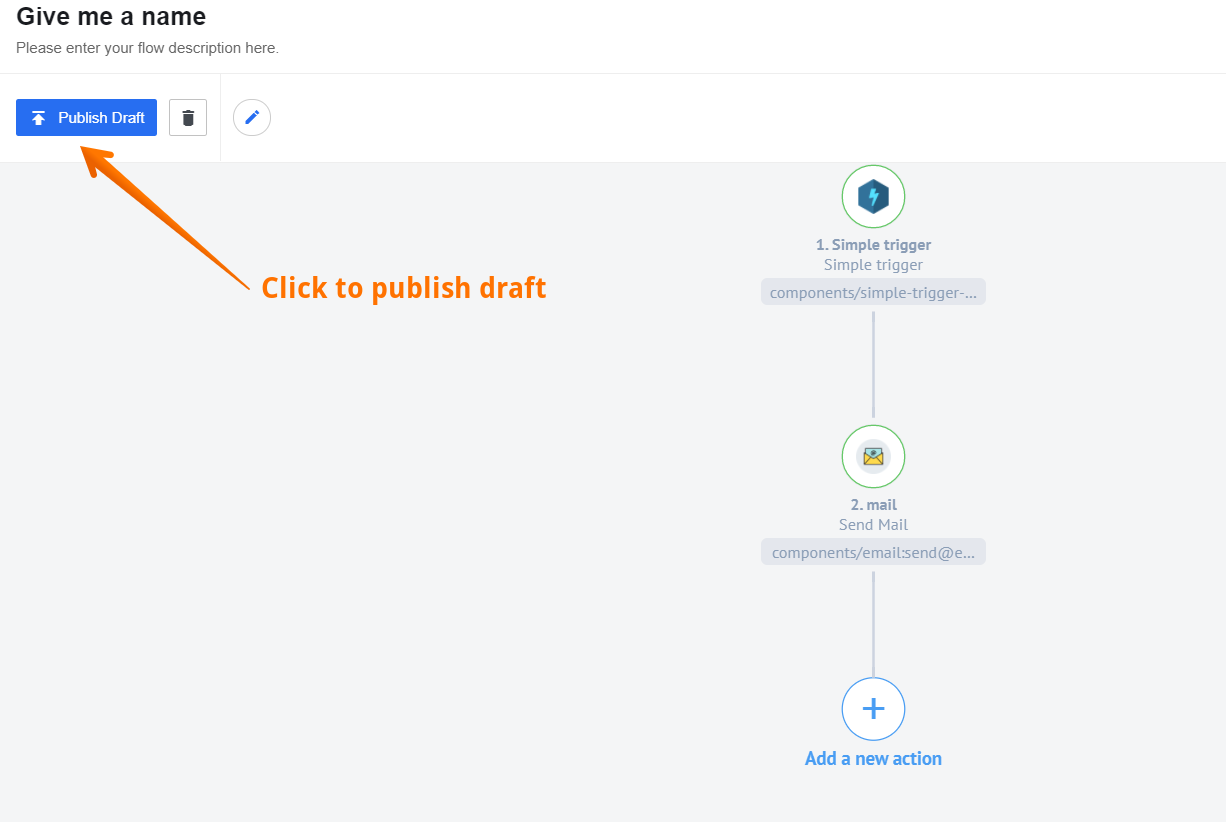 Give me a name
Please enter your flow description here.
Publish Draft
Click to publish draft
1. Simple trigger
Simple trigger
components/simple-trigger-...
2. mail
Send Mail
components/email:send@e...
Add a new action